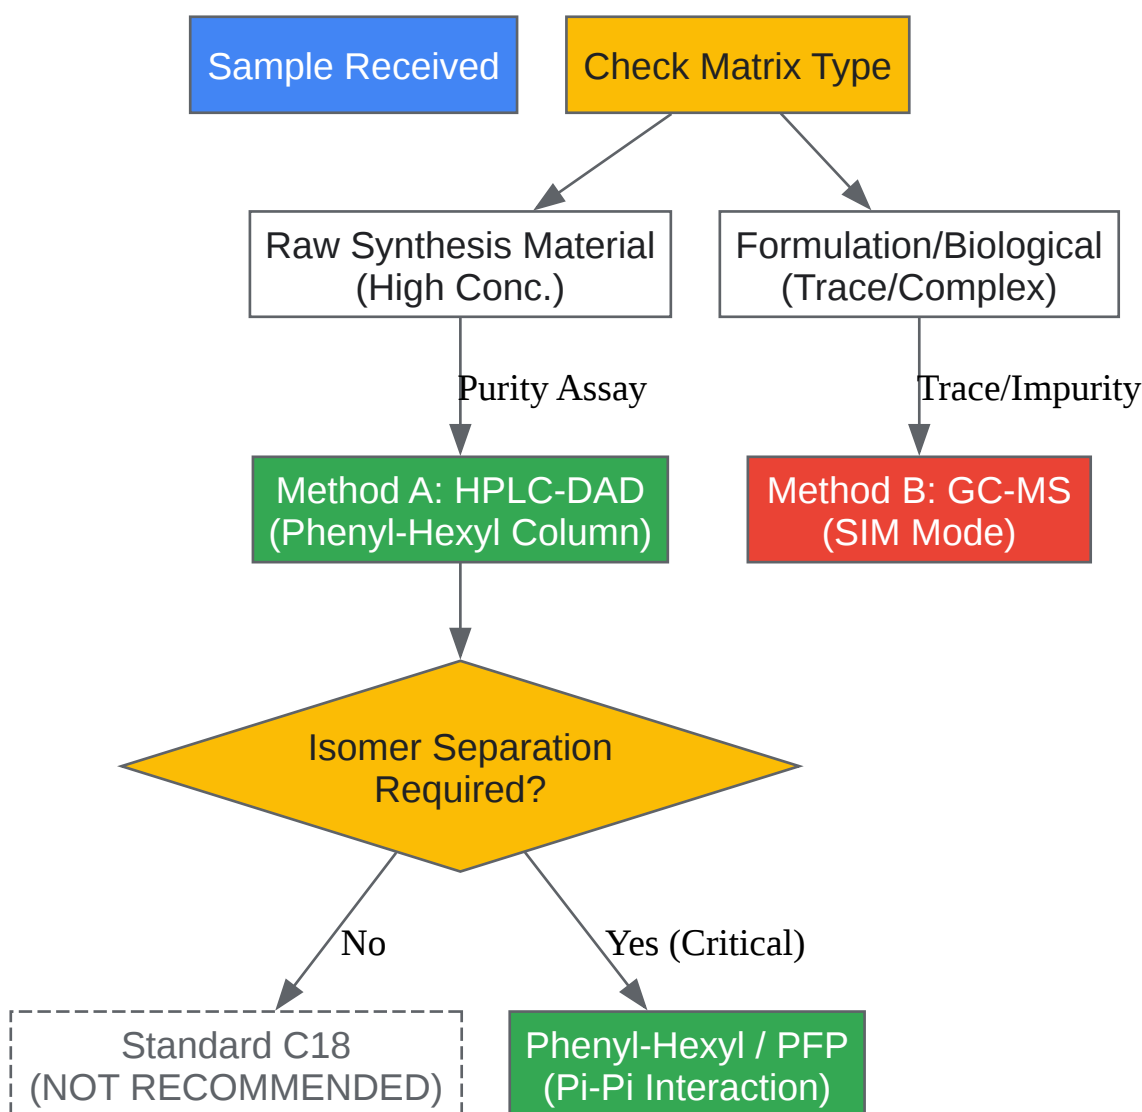 Sample Received
Check Matrix Type
Raw Synthesis Material
(High Conc.)
Formulation/Biological
(Trace/Complex)
Purity Assay
Trace/Impurity
Method A: HPLC-DAD
(Phenyl-Hexyl Column)
Method B: GC-MS
(SIM Mode)
Isomer Separation
Required?
No
Yes (Critical)
Standard C18
(NOT RECOMMENDED)
Phenyl-Hexyl / PFP
(Pi-Pi Interaction)